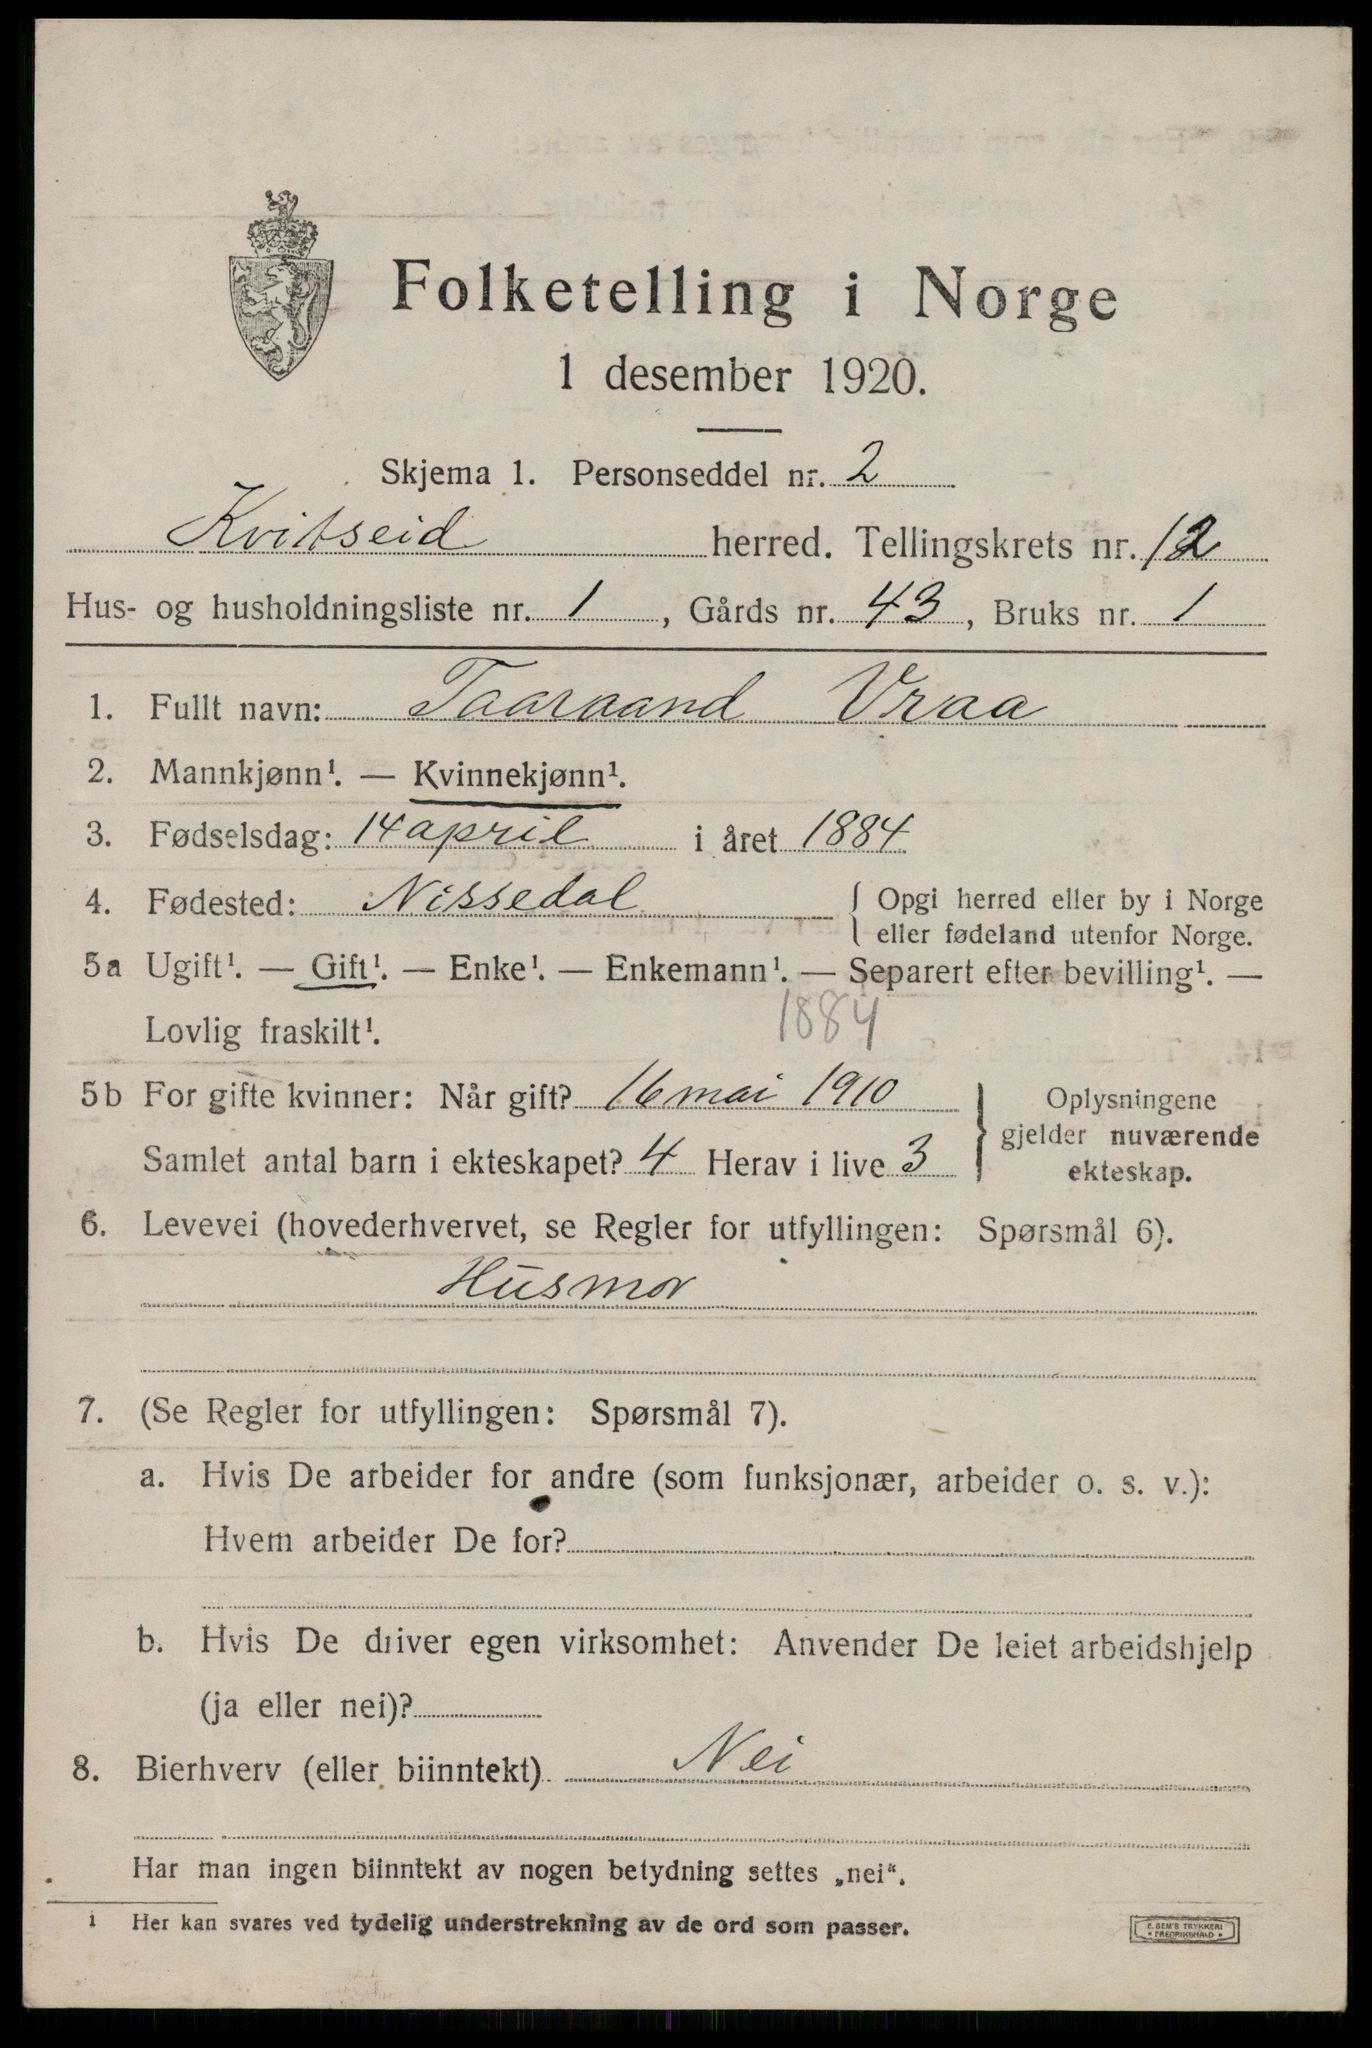 Folketelling i Norge
1 desember 1920.
Skjema 1. Personseddel nr. 2
Kvitseid herred. Tellingskrets nr. 12
Hus- og husholdningsliste nr. 1, Gårds nr. 43, Bruks nr. 1
1. Fullt navn: Taaraand Vraa
2. Mannkjønn¹. — Kvinnekjønn¹.
3. Fødselsdag: 14 april i året 1884
4. Fødested: Nissedal { Opgi herred eller by i Norge
eller fødeland utenfor Norge.
5a Ugift¹. — Gift¹. — Enke¹. — Enkemann¹. — Separert efter bevilling¹. —
Lovlig fraskilt¹. 1884
5b For gifte kvinner: Når gift? 16 mai 1910
Samlet antal barn i ekteskapet? 4 Herav i live 3
} Oplysningene
gjelder nuværende
ekteskap.
6. Levevei (hovederhvervet, se Regler for utfyllingen: Spørsmål 6).
Husmor
7. (Se Regler for utfyllingen: Spørsmål 7).
a. Hvis De arbeider for andre (som funksjonær, arbeider o. s. v.):
Hvem arbeider De for?
b. Hvis De driver egen virksomhet: Anvender De leiet arbeidshjelp
(ja eller nei)?
8. Bierhverv (eller biinntekt) Nei
Har man ingen biinntekt av nogen betydning settes „nei“.
¹ Her kan svares ved tydelig understrekning av de ord som passer.
E. SEM'S TRYKKERI
• FREDRIKSHALD •